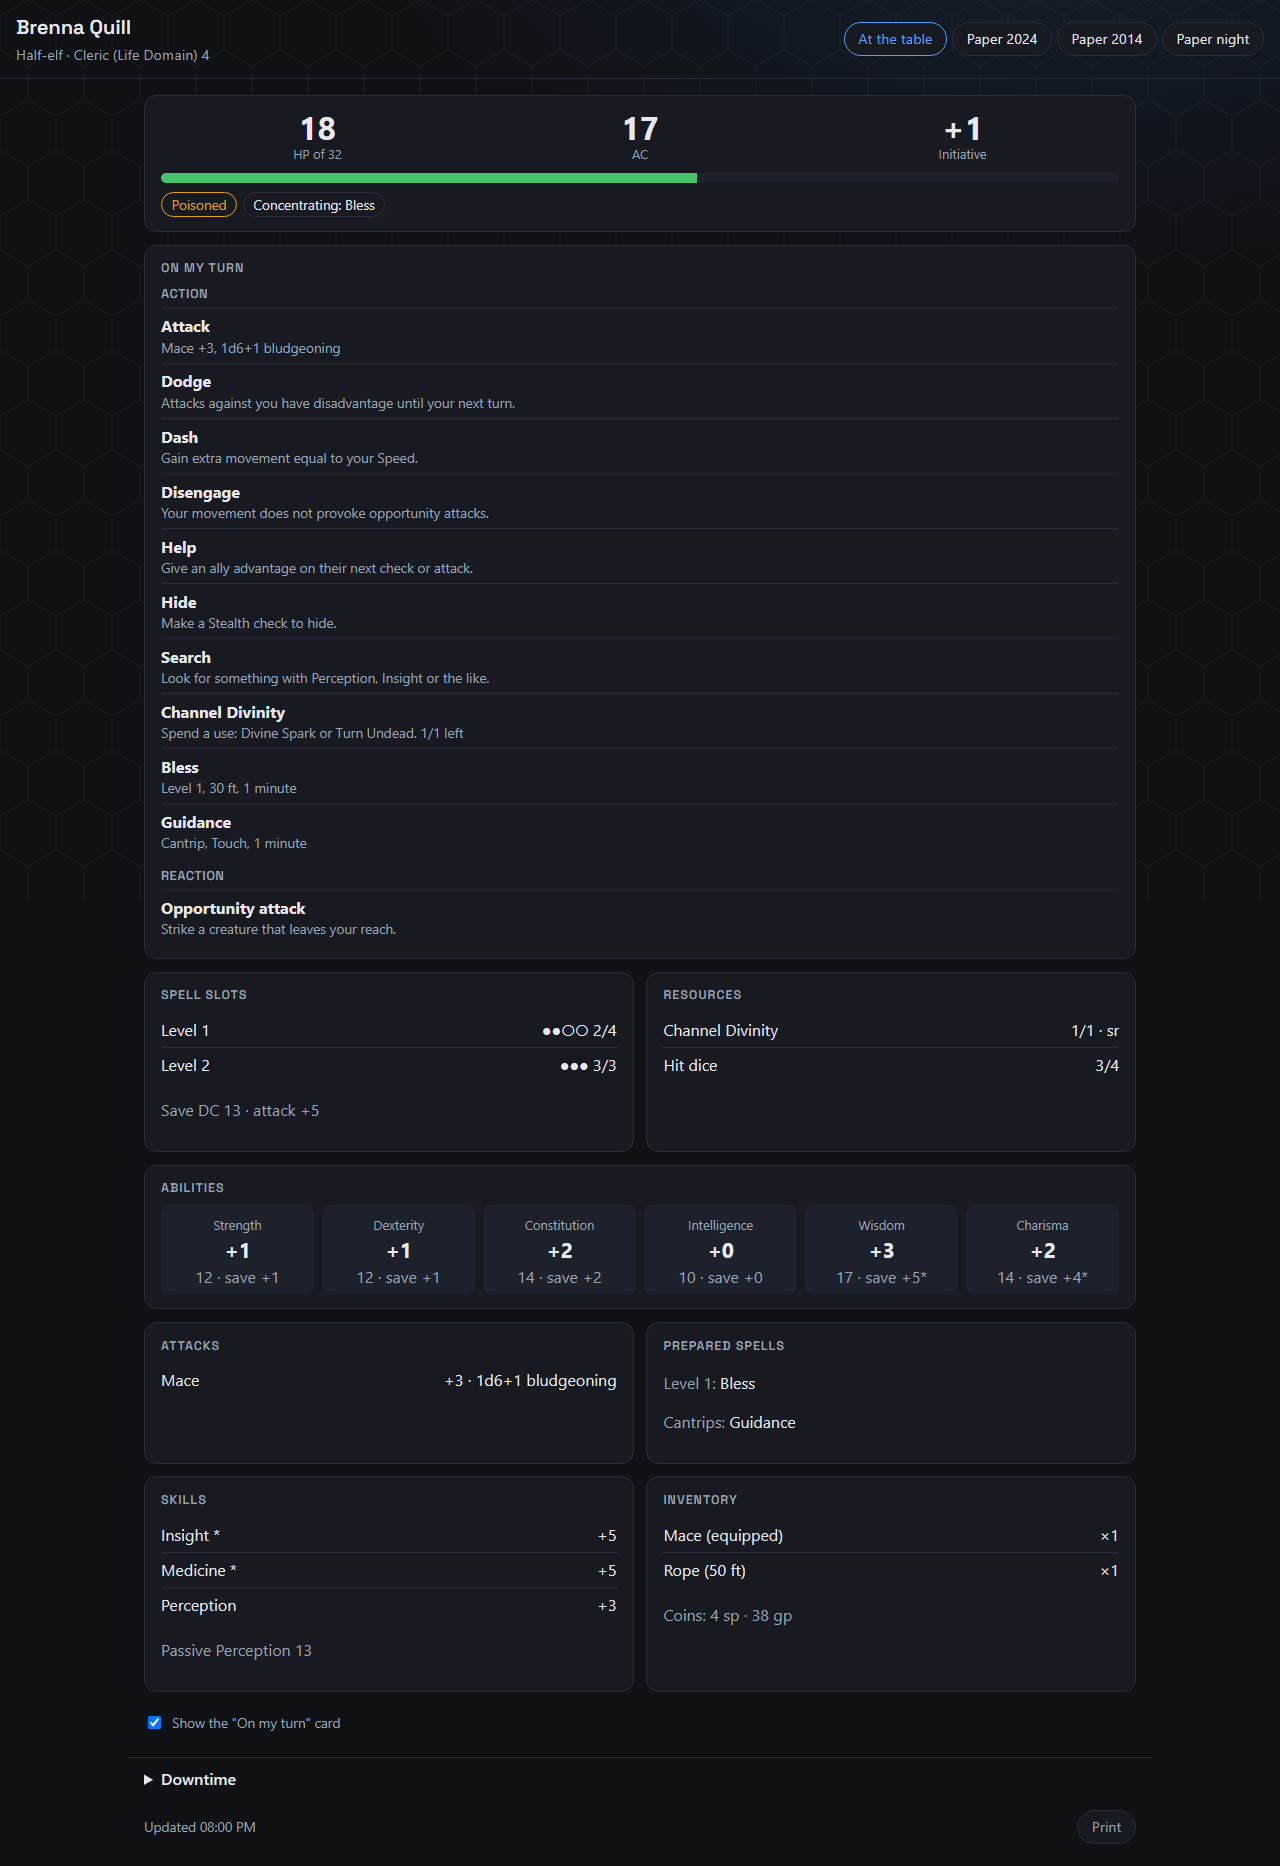 Brenna Quill
Half-elf · Cleric (Life Domain) 4
At the table
Paper 2024
Paper 2014
Paper night
18
HP of 32
17
AC
+1
Initiative
Poisoned
Concentrating: Bless
ON MY TURN
ACTION
Attack
Mace +3, 1d6+1 bludgeoning
Dodge
Attacks against you have disadvantage until your next turn.
Dash
Gain extra movement equal to your Speed.
Disengage
Your movement does not provoke opportunity attacks.
Help
Give an ally advantage on their next check or attack.
Hide
Make a Stealth check to hide.
Search
Look for something with Perception, Insight or the like.
Channel Divinity
Spend a use: Divine Spark or Turn Undead. 1/1 left
Bless
Level 1, 30 ft, 1 minute
Guidance
Cantrip, Touch, 1 minute
REACTION
Opportunity attack
Strike a creature that leaves your reach.
SPELL SLOTS
Level 1 ●●○○ 2/4
Level 2 ●●● 3/3
Save DC 13 · attack +5
RESOURCES
Channel Divinity 1/1 · sr
Hit dice 3/4
ABILITIES
Strength
+1
12 · save +1
Dexterity
+1
12 · save +1
Constitution
+2
14 · save +2
Intelligence
+0
10 · save +0
Wisdom
+3
17 · save +5*
Charisma
+2
14 · save +4*
ATTACKS
Mace +3 · 1d6+1 bludgeoning
PREPARED SPELLS
Level 1: Bless
Cantrips: Guidance
SKILLS
Insight * +5
Medicine * +5
Perception +3
Passive Perception 13
INVENTORY
Mace (equipped) ×1
Rope (50 ft) ×1
Coins: 4 sp · 38 gp
Show the "On my turn" card
Downtime
Updated 08:00 PM
Print